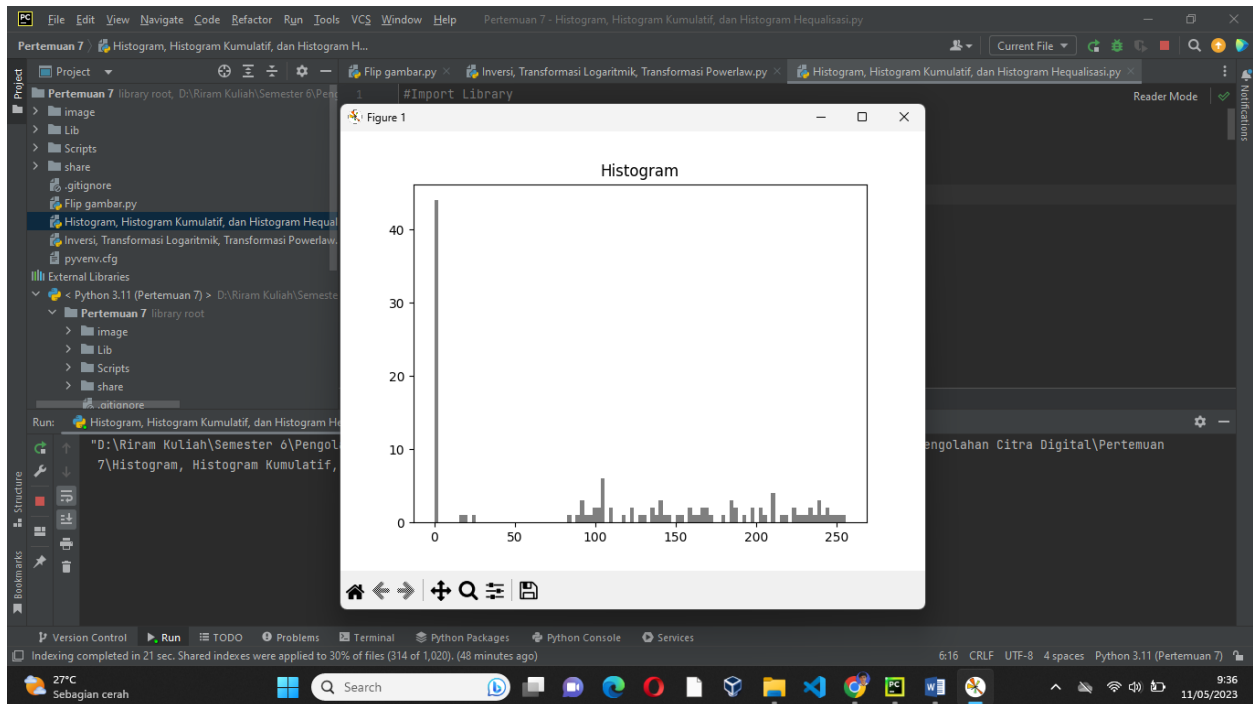 PC File Edit View Navigate Code Refactor Run Tools VCS Window Help Pertemuan 7 - Histogram, Histogram Kumulatif, dan Histogram Hequalisasi.py
Pertemuan 7 Histogram, Histogram Kumulatif, dan Histogram H... Current File
Project
Project
Flip gambar.py Inversi, Transformasi Logaritmik, Transformasi Powerlaw.py Histogram, Histogram Kumulatif, dan Histogram Hequalisasi.py
Notifications
Pertemuan 7 library root, D:\Riram Kuliah\Semester 6\Peng
1 #Import Library
Reader Mode
image
Lib
Scripts
share
.gitignore
Flip gambar.py
Histogram, Histogram Kumulatif, dan Histogram Hequal
Inversi, Transformasi Logaritmik, Transformasi Powerlaw.
pyvenv.cfg
External Libraries
< Python 3.11 (Pertemuan 7) > D:\Riram Kuliah\Semeste
Pertemuan 7 library root
image
Lib
Scripts
share
.gitignore
Figure 1
Histogram
40
30
20
10
0
0 50 100 150 200 250
Run: Histogram, Histogram Kumulatif, dan Histogram He
"D:\Riram Kuliah\Semester 6\Pengol
engolahan Citra Digital\Pertemuan
7\Histogram, Histogram Kumulatif,
Structure
Bookmarks
Version Control Run TODO Problems Terminal Python Packages Python Console Services
Indexing completed in 21 sec. Shared indexes were applied to 30% of files (314 of 1,020). (48 minutes ago) 6:16 CRLF UTF-8 4 spaces Python 3.11 (Pertemuan 7)
27°C
Sebagian cerah
Search
PC
W
9:36
11/05/2023